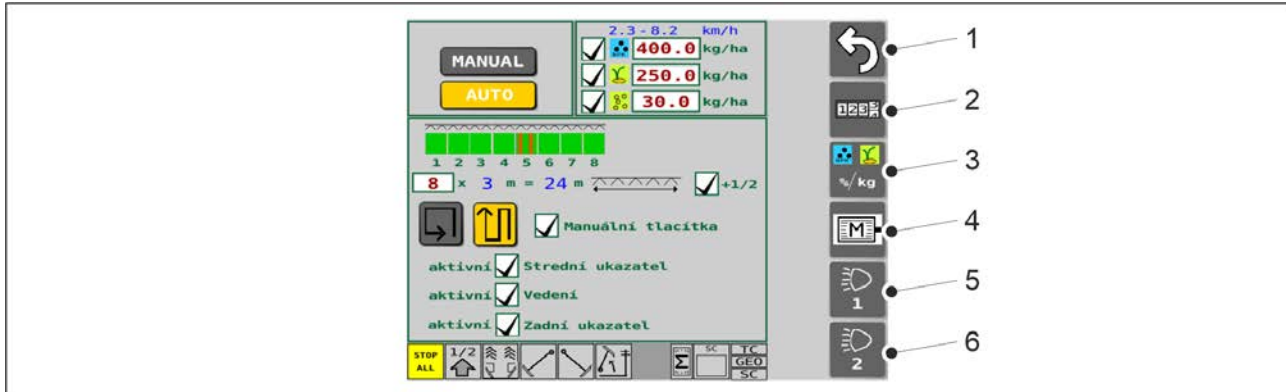 2.3 - 8.2 km/h
MANUAL
AUTO
400.0 kg/ha
250.0 kg/ha
30.0 kg/ha
1 2 3 4 5 6 7 8
8 x 3 m = 24 m +1/2
Manuální tlacítka
aktivní Strední ukazatel
aktivní Vedení
aktivní Zadní ukazatel
STOP
ALL
1/2
Σ
SC
TC
GEO
SC
1
123
2
%/kg
3
M
4
1
5
2
6